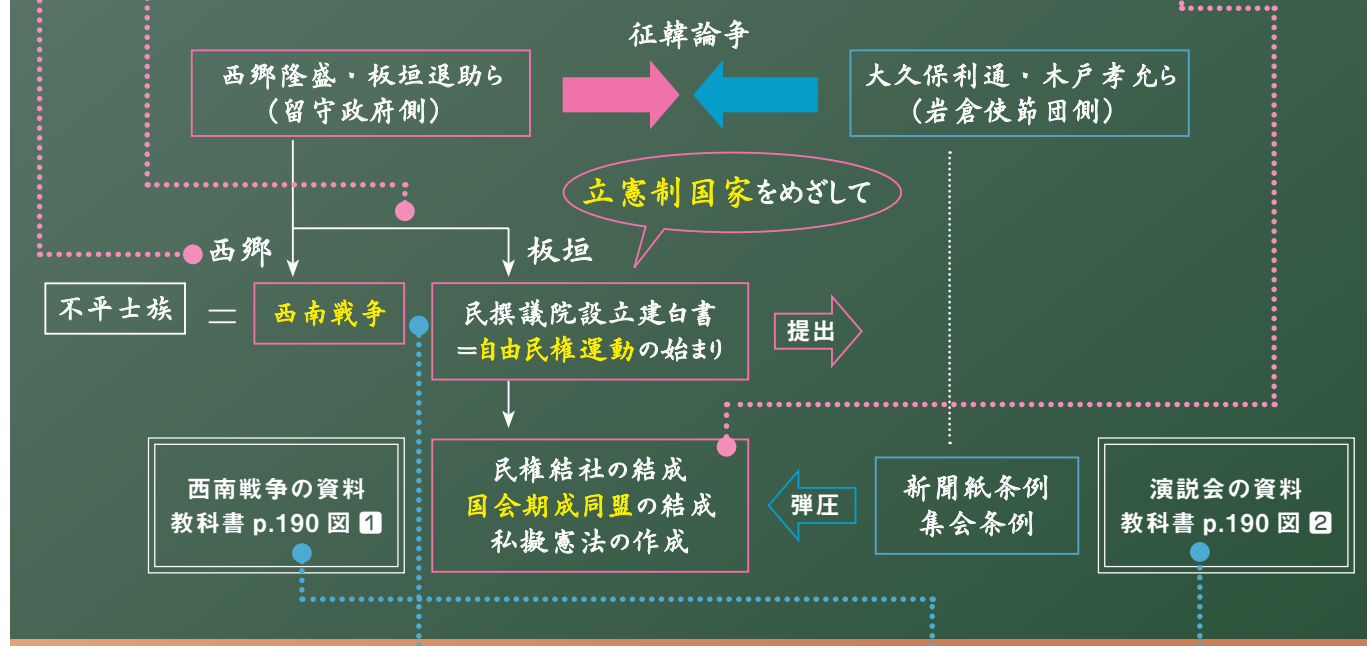 征韓論争
西郷隆盛・板垣退助ら
(留守政府側)
大久保利通・木戸孝允ら
(岩倉使節団側)
立憲制国家をめざして
西郷
板垣
不平士族
＝
西南戦争
民撰議院設立建白書
＝自由民権運動の始まり
提出
西南戦争の資料
教科書 p.190 図 1
民権結社の結成
国会期成同盟の結成
私擬憲法の作成
弾圧
新聞紙条例
集会条例
演説会の資料
教科書 p.190 図 2